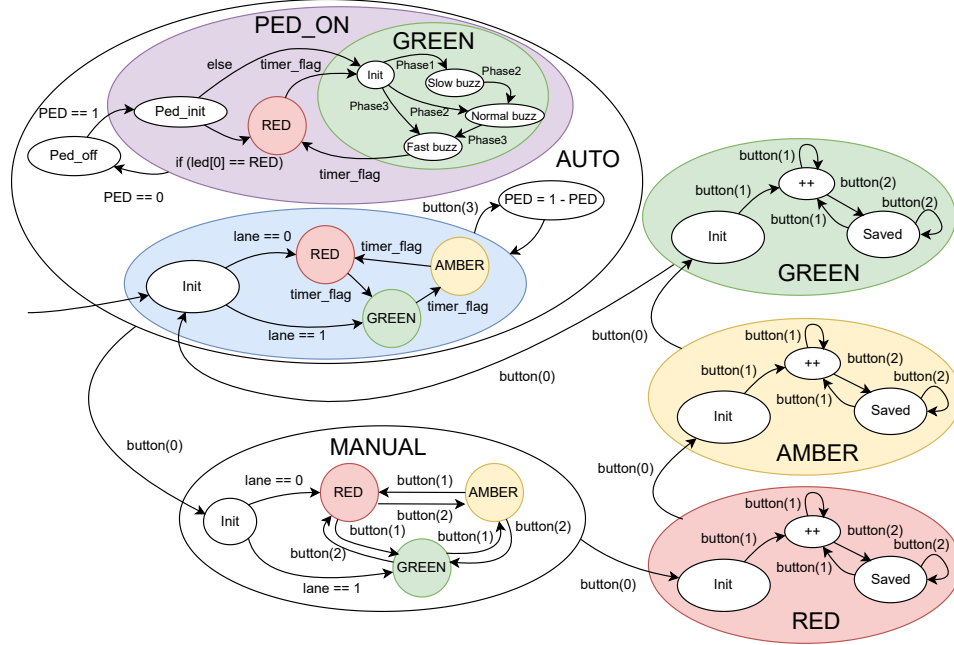 PED_ON
GREEN
else
timer_flag
Init
Phase1
Slow buzz
Phase2
PED == 1
Ped_init
RED
Phase3
Phase2
Normal buzz
Phase3
Fast buzz
Ped_off
if (led[0] == RED)
timer_flag
PED == 0
AUTO
button(3)
PED = 1 - PED
lane == 0
RED
timer_flag
AMBER
Init
timer_flag
GREEN
timer_flag
lane == 1
button(0)
button(0)
MANUAL
lane == 0
RED
button(1)
AMBER
button(2)
Init
button(1)
button(1)
button(2)
button(2)
GREEN
lane == 1
button(1)
button(1)
++
button(2)
button(1)
button(2)
Init
Saved
GREEN
button(0)
button(1)
button(1)
++
button(2)
button(1)
button(2)
Init
Saved
AMBER
button(0)
button(1)
button(1)
++
button(2)
button(1)
button(2)
Init
Saved
RED
button(0)